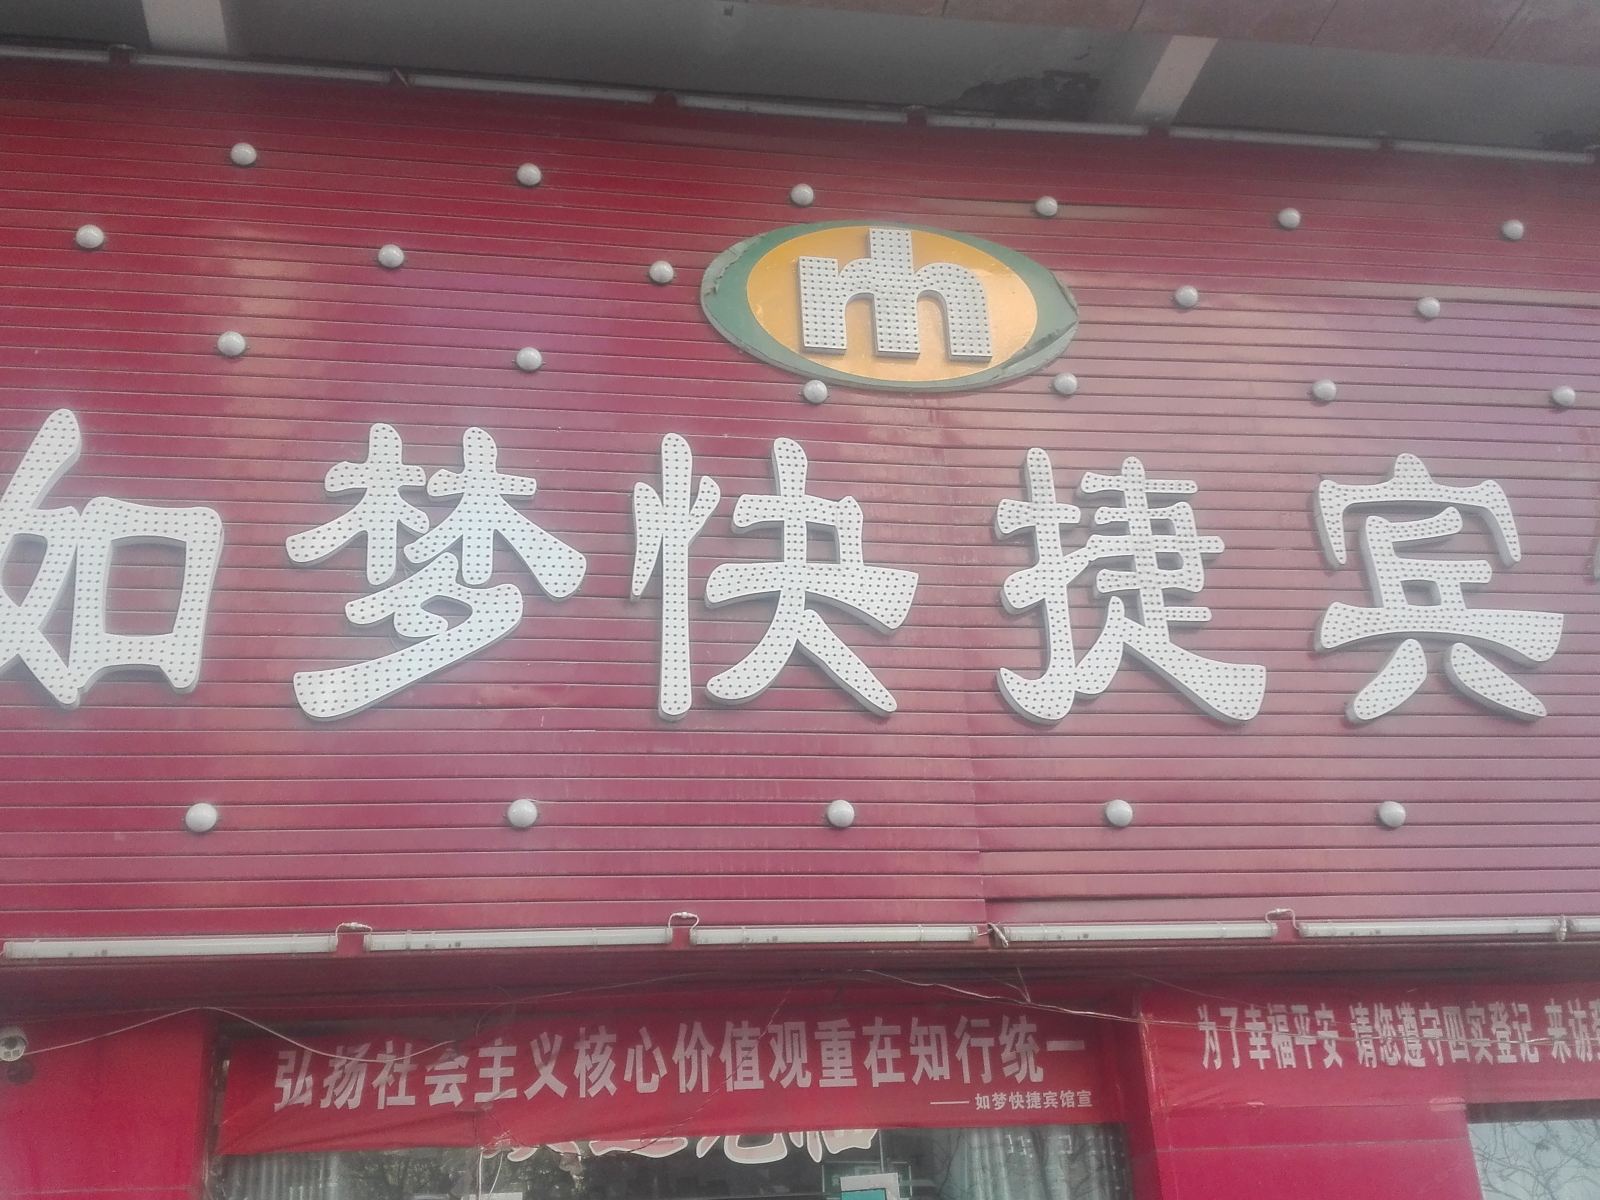 如梦快捷宾
弘扬社会主义核心价值观重在知行统一
—— 如梦快捷宾馆宣
为了幸福平安 请您遵守四实登记 来访